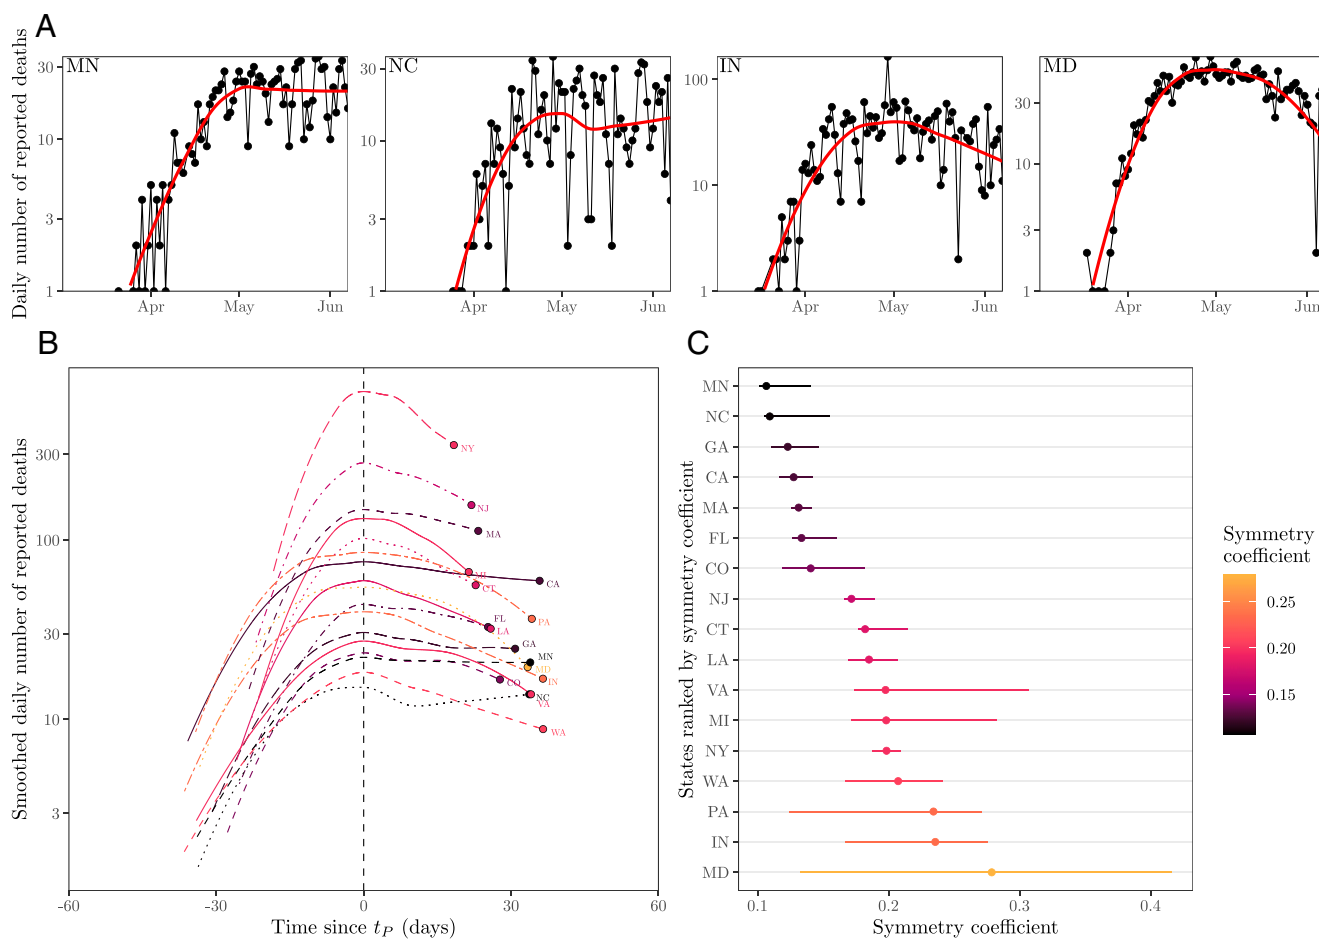 A
Daily number of reported deaths
MN
30
10
3
1
Apr
May
Jun
NC
30
10
3
1
Apr
May
Jun
IN
100
10
1
Apr
May
Jun
MD
30
10
3
1
Apr
May
Jun
B
Smoothed daily number of reported deaths
300
100
30
10
3
NY
NJ
MA
MI
CT
CA
PA
FL
LA
GA
MN
MD
IN
CO
NC
VA
WA
-60
-30
0
30
60
Time since tP (days)
C
States ranked by symmetry coefficient
MN
NC
GA
CA
MA
FL
CO
NJ
CT
LA
VA
MI
NY
WA
PA
IN
MD
0.1
0.2
0.3
0.4
Symmetry coefficient
Symmetry
coefficient
0.25
0.20
0.15